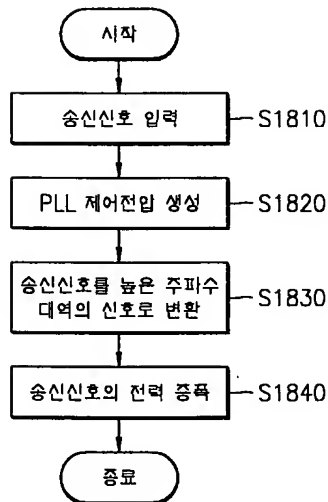 시작
송신신호 입력
S1810
PLL 제어전압 생성
S1820
송신신호를 높은 주파수
대역의 신호로 변환
S1830
송신신호의 전력 증폭
S1840
종료